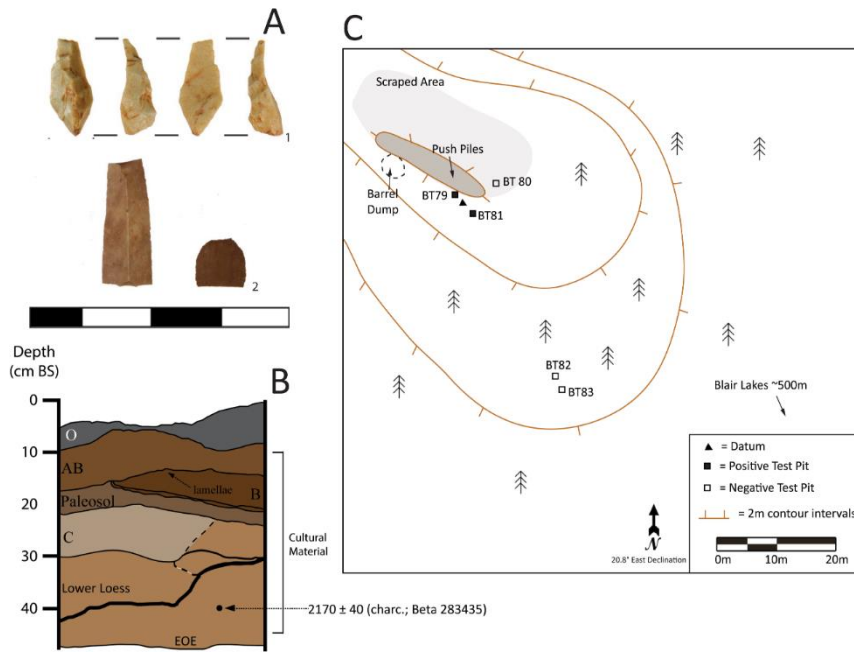 A
1
2
B
Depth
(cm BS)
0
10
20
30
40
O
AB
lamellae
B
Paleosol
C
Lower Loess
EOE
Cultural
Material
2170 ± 40 (charc.; Beta 283435)
C
Scraped Area
Push Piles
BT 80
Barrel
Dump
BT79
BT81
BT82
BT83
Blair Lakes ~500m
N
20.8° East Declination
= Datum
= Positive Test Pit
= Negative Test Pit
= 2m contour intervals
0m
10m
20m